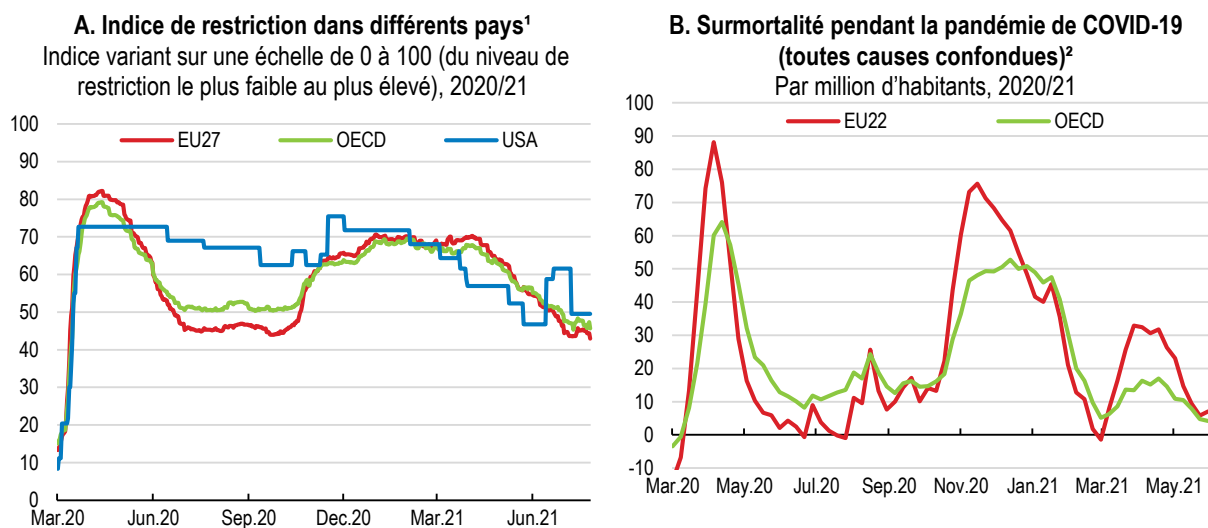 A. Indice de restriction dans différents pays¹
Indice variant sur une échelle de 0 à 100 (du niveau de
restriction le plus faible au plus élevé), 2020/21
100
90
80
70
60
50
40
30
20
10
0
EU27
OECD
USA
Mar.20
Jun.20
Sep.20
Dec.20
Mar.21
Jun.21
B. Surmortalité pendant la pandémie de COVID-19
(toutes causes confondues)²
Par million d’habitants, 2020/21
100
90
80
70
60
50
40
30
20
10
0
-10
EU22
OECD
Mar.20
May.20
Jul.20
Sep.20
Nov.20
Jan.21
Mar.21
May.21